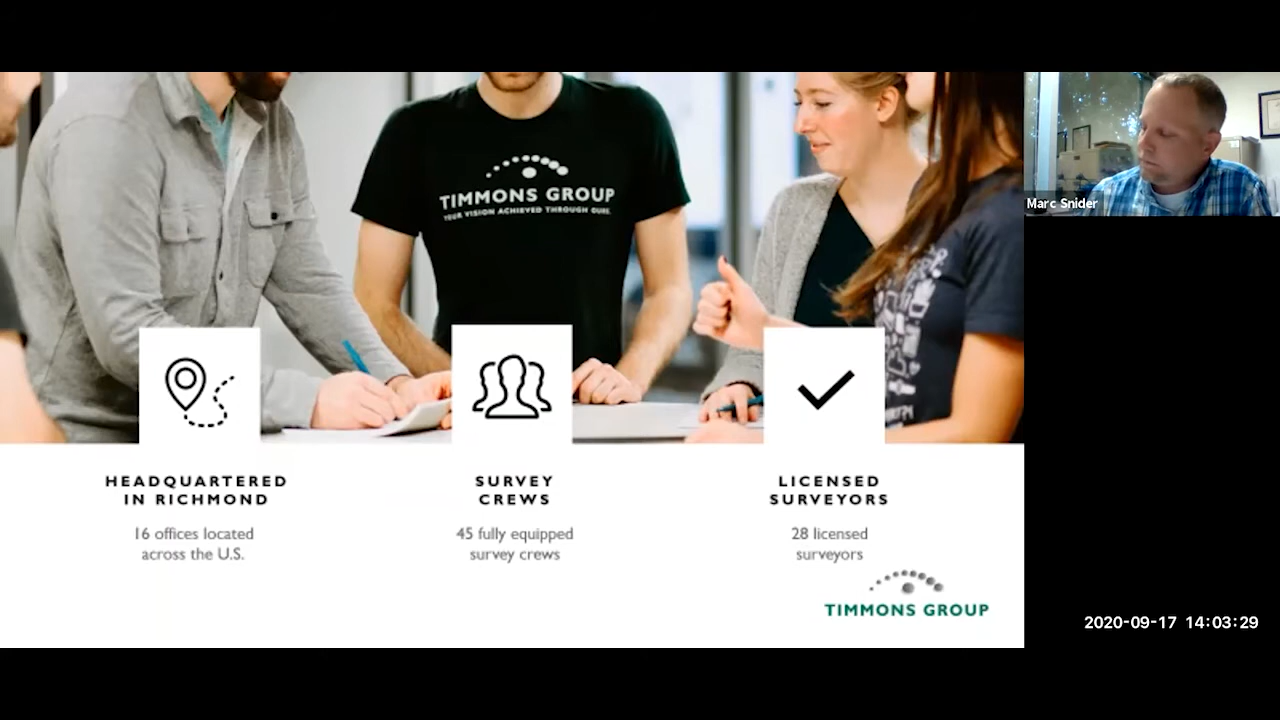 TIMMONS GROUP
YOUR VISION ACHIEVED THROUGH OURS.
Marc Snider
HEADQUARTERED
IN RICHMOND
16 offices located
across the U.S.
SURVEY
CREWS
45 fully equipped
survey crews
LICENSED
SURVEYORS
28 licensed
surveyors
TIMMONS GROUP
2020-09-17 14:03:29